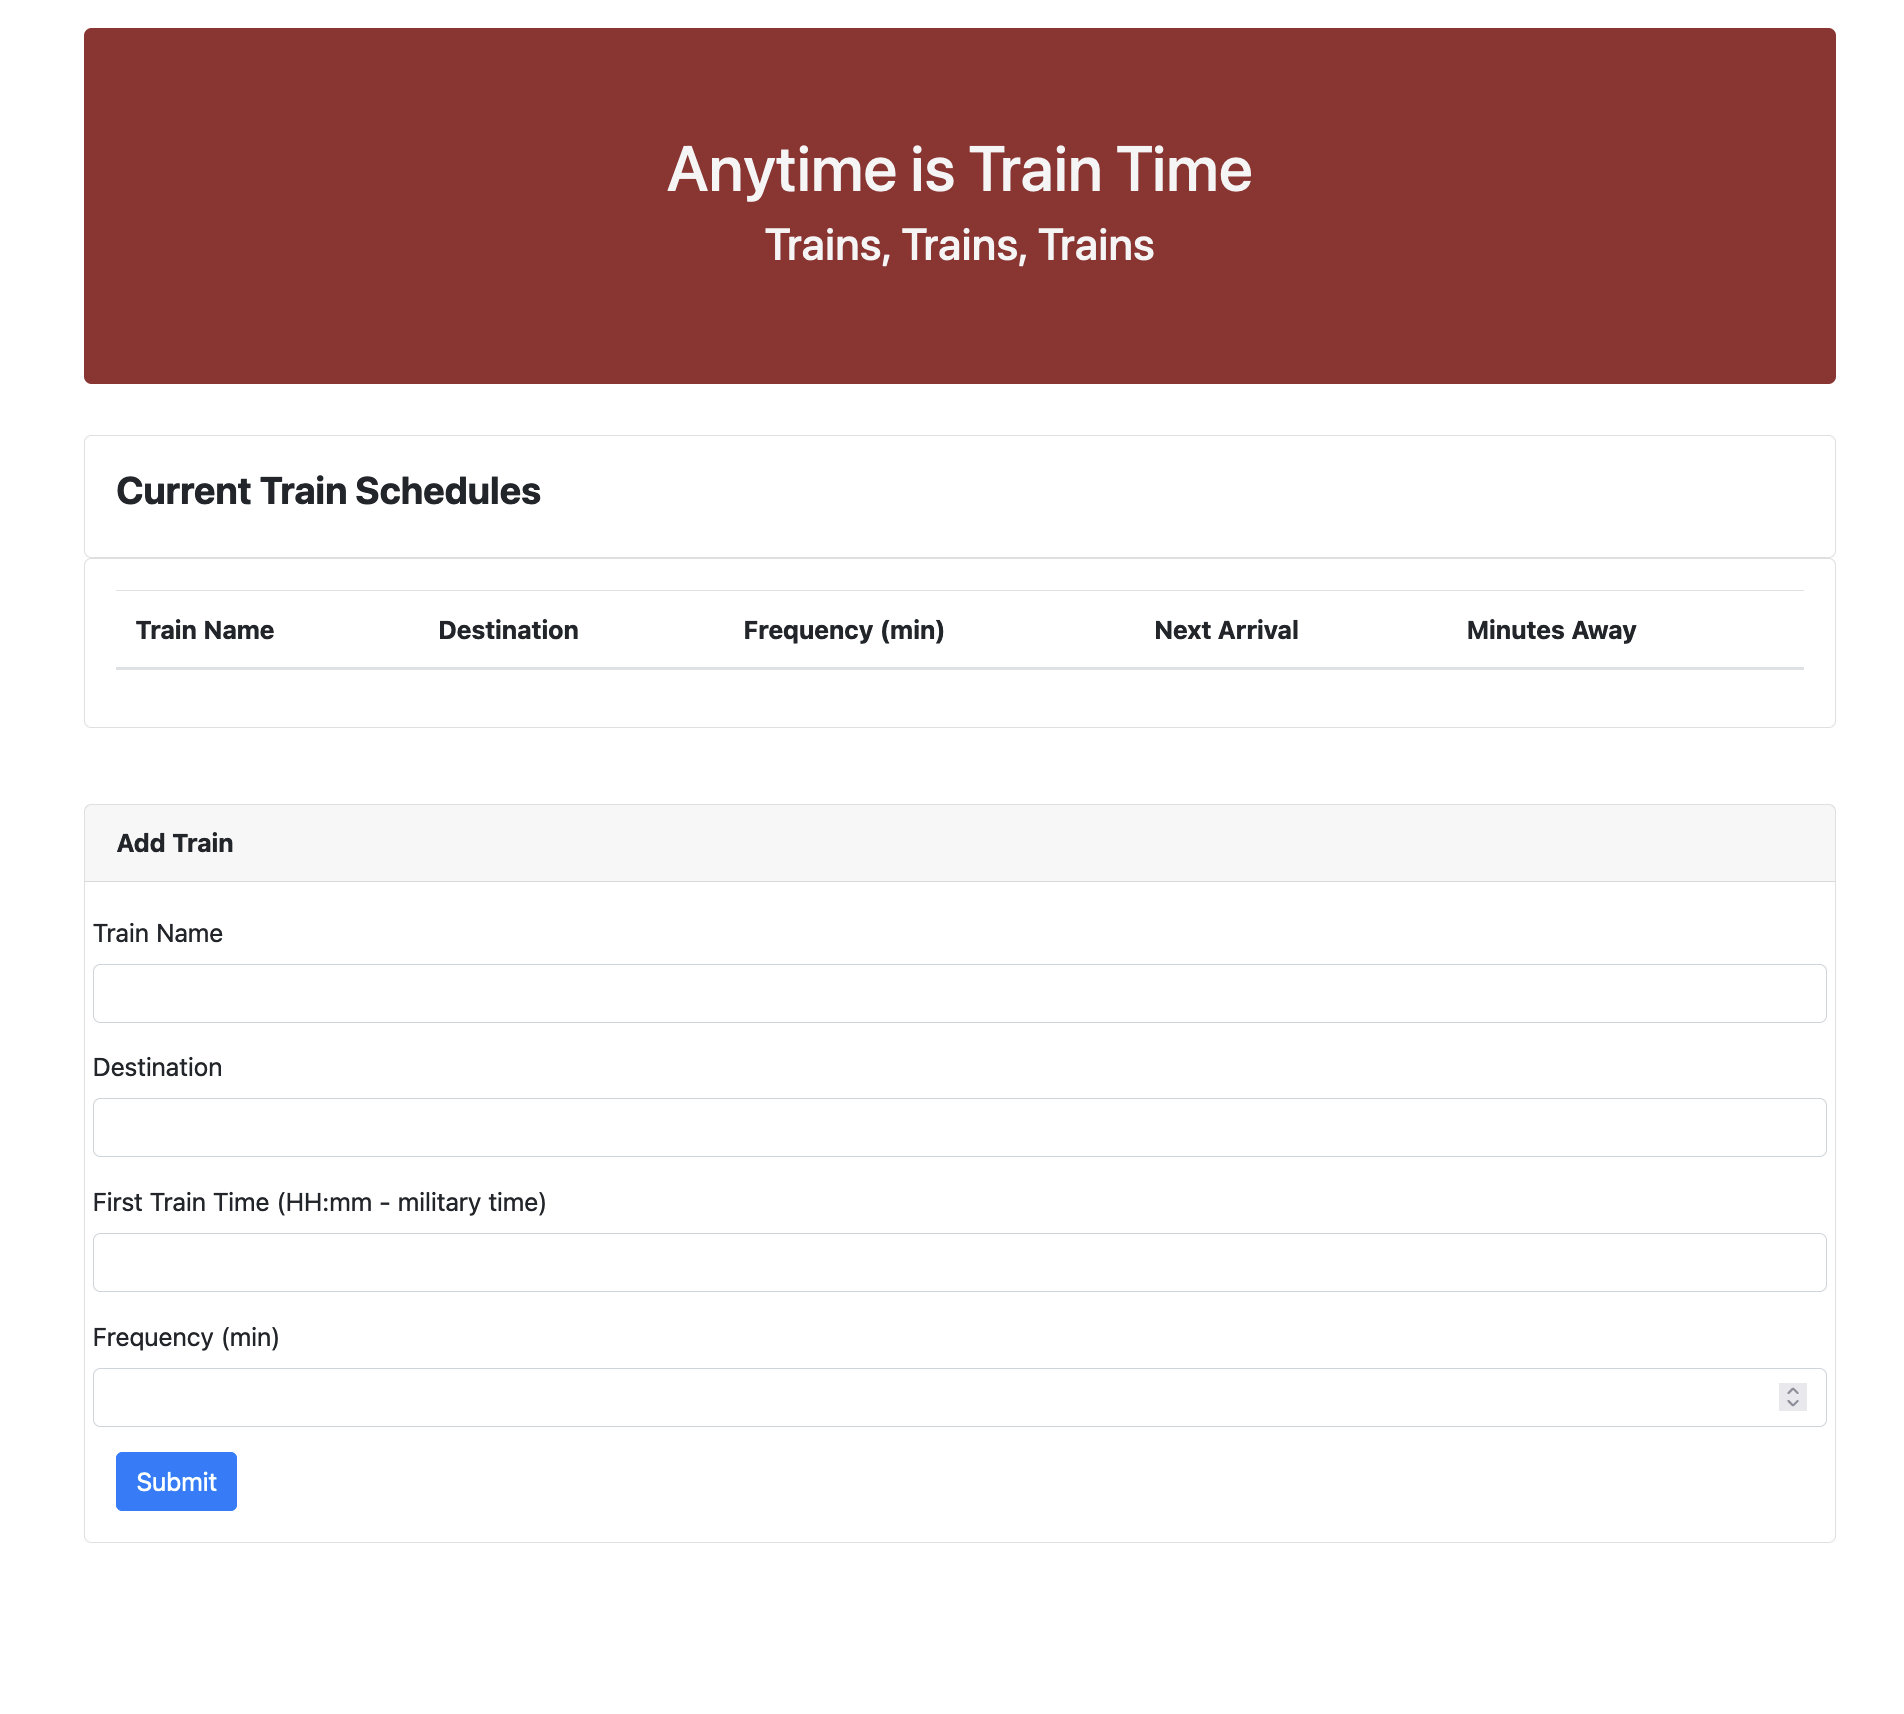 Anytime is Train Time
Trains, Trains, Trains
Current Train Schedules
Train Name Destination Frequency (min) Next Arrival Minutes Away
Add Train
Train Name
Destination
First Train Time (HH:mm - military time)
Frequency (min)
Submit